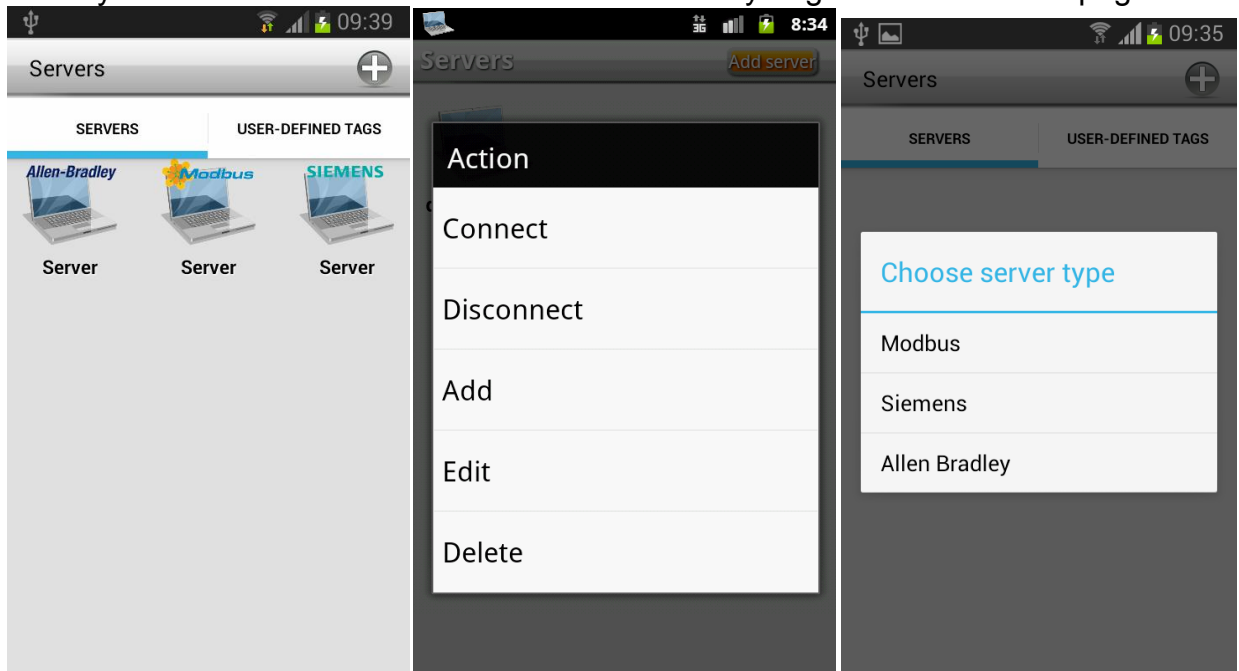 09:39
Servers
SERVERS USER-DEFINED TAGS
Allen-Bradley Modbus SIEMENS
Server Server Server
3G 8:34
Servers Add server
Action
Connect
Disconnect
Add
Edit
Delete
09:35
Servers
SERVERS USER-DEFINED TAGS
Choose server type
Modbus
Siemens
Allen Bradley